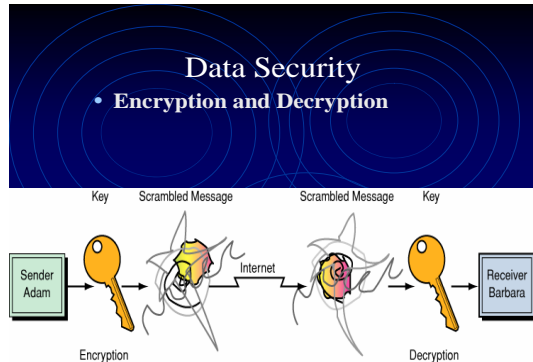 Data Security
• Encryption and Decryption
Key
Scrambled Message
Scrambled Message
Key
Internet
Sender
Adam
Receiver
Barbara
Encryption
Decryption